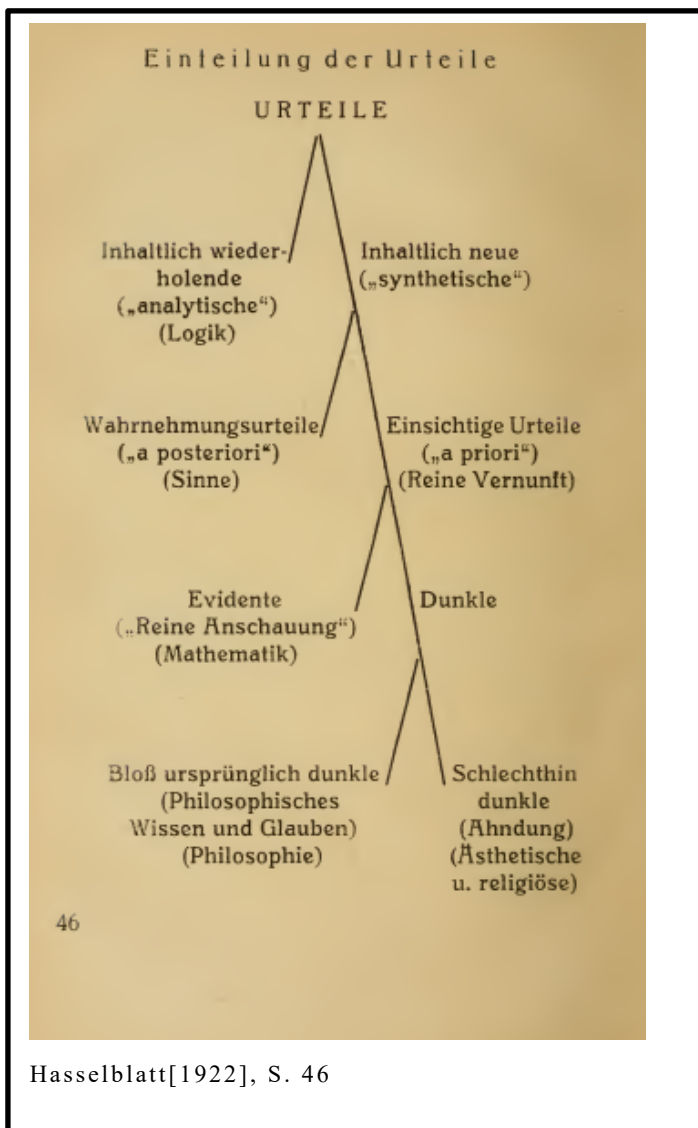 Einteilung der Urteile
URTEILE
Inhaltlich wieder-
holende
(„analytische“)
(Logik)
Inhaltlich neue
(„synthetische“)
Wahrnehmungsurteile
(„a posteriori“)
(Sinne)
Einsichtige Urteile
(„a priori“)
(Reine Vernunft)
Evidente
(„Reine Anschauung“)
(Mathematik)
Dunkle
Bloß ursprünglich dunkle
(Philosophisches
Wissen und Glauben)
(Philosophie)
Schlechthin
dunkle
(Ahndung)
(Ästhetische
u. religiöse)
46
Hasselblatt[1922], S. 46